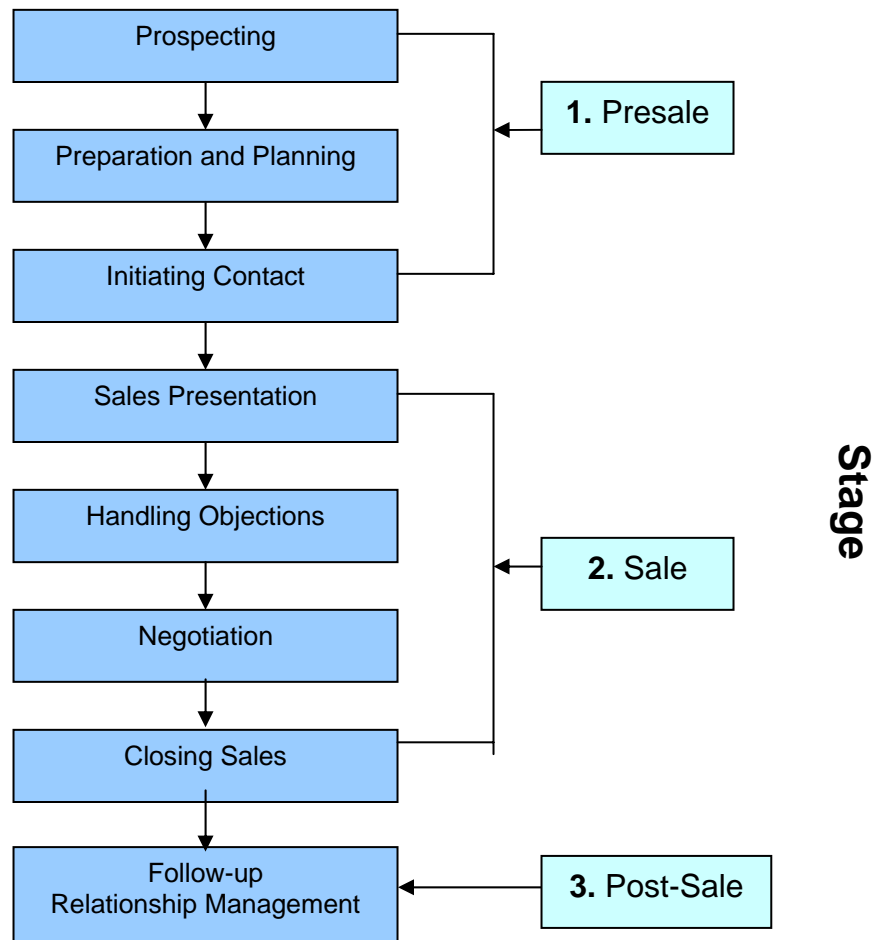 Prospecting
1. Presale
Preparation and Planning
Initiating Contact
Sales Presentation
Handling Objections
Stage
2. Sale
Negotiation
Closing Sales
Follow-up
Relationship Management
3. Post-Sale